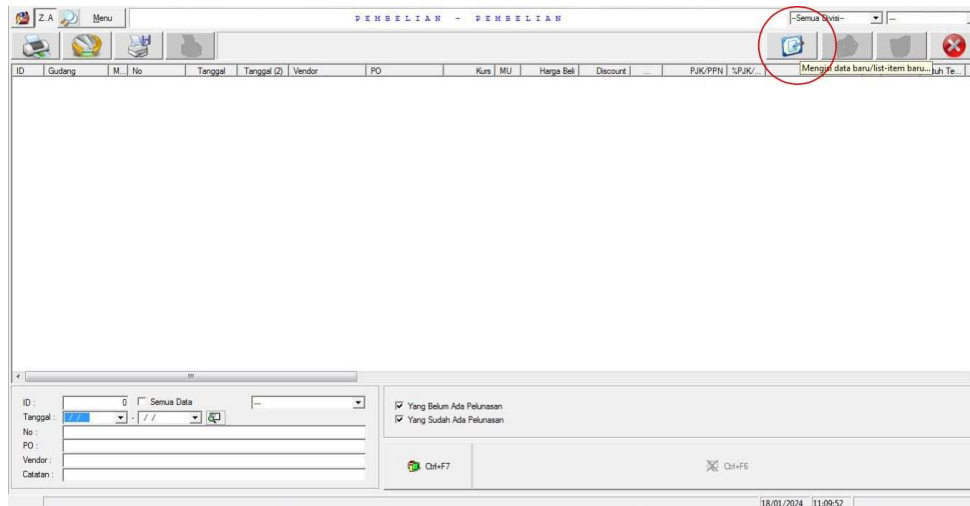 Z.A Menu PEMBELIAN - PEMBELIAN --Semua Divisi-- ---
Mengisi data baru/list-item baru...
ID Gudang M... No Tanggal Tanggal (2) Vendor PO Kurs MU Harga Beli Discount ... PJK/PPN %PJK/... uh Te...
ID : 0 Semua Data ---
Tanggal : / / - / /
No :
PO :
Vendor :
Catatan :
Yang Belum Ada Pelunasan
Yang Sudah Ada Pelunasan
Ctrl+F7 Ctrl+F6
18/01/2024 11:09:52